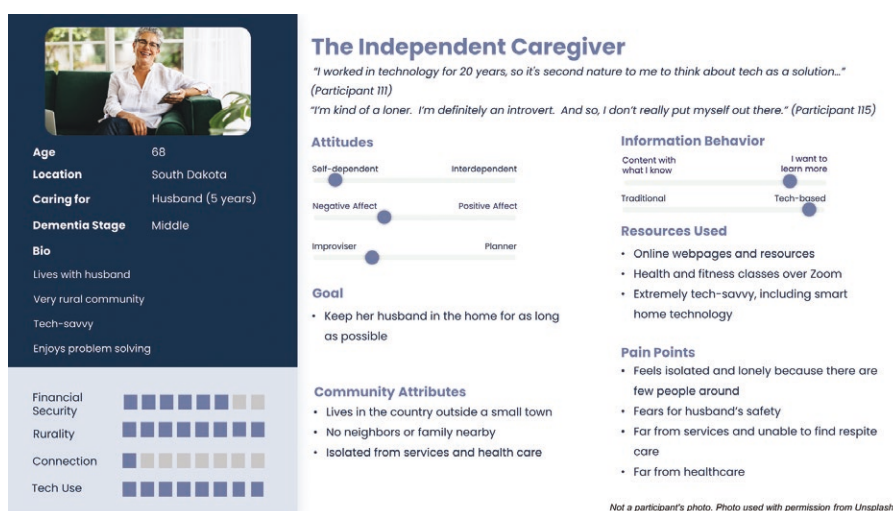 The Independent Caregiver
"I worked in technology for 20 years, so it's second nature to me to think about tech as a solution…"
(Participant 111)
"I'm kind of a loner.  I'm definitely an introvert.  And so, I don't really put myself out there." (Participant 115)
Age 68
Location South Dakota
Caring for Husband (5 years)
Dementia Stage Middle
Bio
Lives with husband
Very rural community
Tech-savvy
Enjoys problem solving
Financial
Security
Rurality
Connection
Tech Use
Attitudes
Self-dependent Interdependent
Negative Affect Positive Affect
Improviser Planner
Goal
• Keep her husband in the home for as long
as possible
Community Attributes
• Lives in the country outside a small town
• No neighbors or family nearby
• Isolated from services and health care
Information Behavior
Content with I want to
what I know learn more
Traditional Tech-based
Resources Used
• Online webpages and resources
• Health and fitness classes over Zoom
• Extremely tech-savvy, including smart
home technology
Pain Points
• Feels isolated and lonely because there are
few people around
• Fears for husband's safety
• Far from services and unable to find respite
care
• Far from healthcare
Not a participant's photo. Photo used with permission from Unsplash